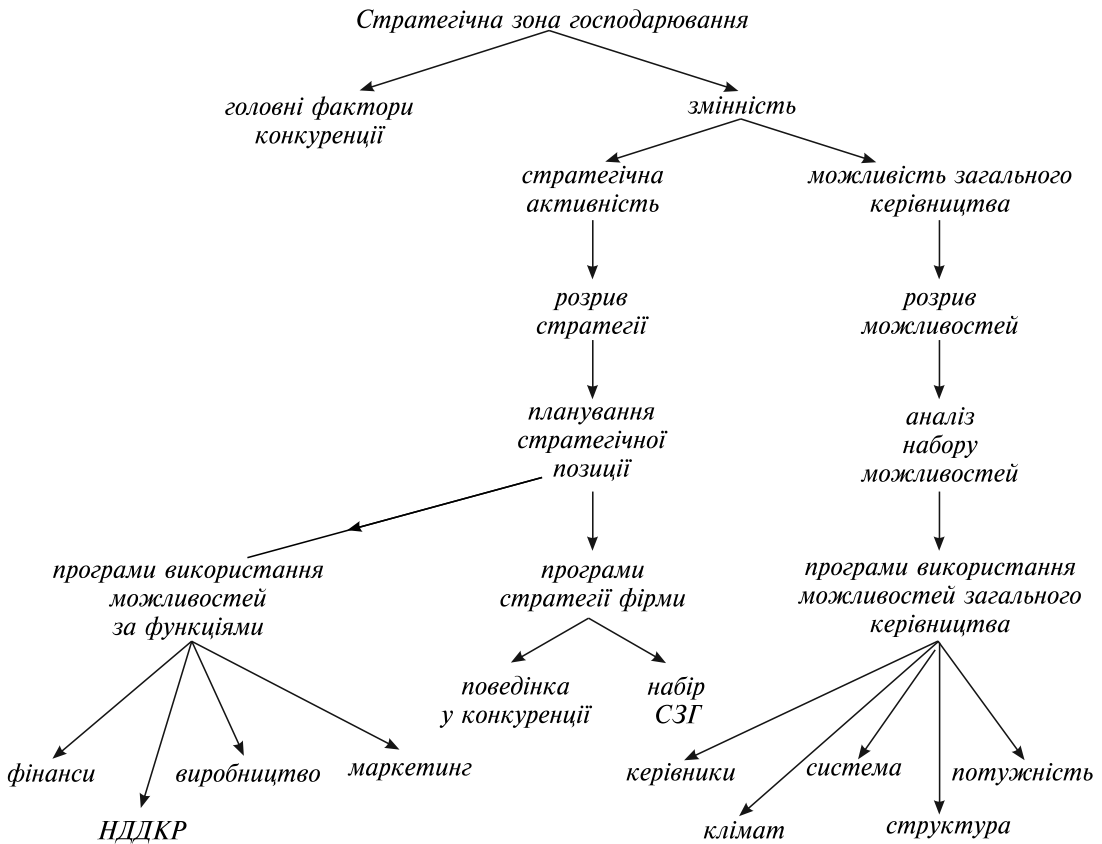 Стратегічна зона господарювання
головні фактори
конкуренції
змінність
стратегічна
активність
можливість загального
керівництва
розрив
стратегії
розрив
можливостей
планування
стратегічної
позиції
аналіз
набору
можливостей
програми використання
можливостей
за функціями
програми
стратегії фірми
програми використання
можливостей загального
керівництва
поведінка
у конкуренції
набір
СЗГ
фінанси
виробництво
маркетинг
НДДКР
керівники
система
потужність
клімат
структура